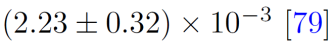 (2.23 ± 0.32) × 10⁻³ [79]